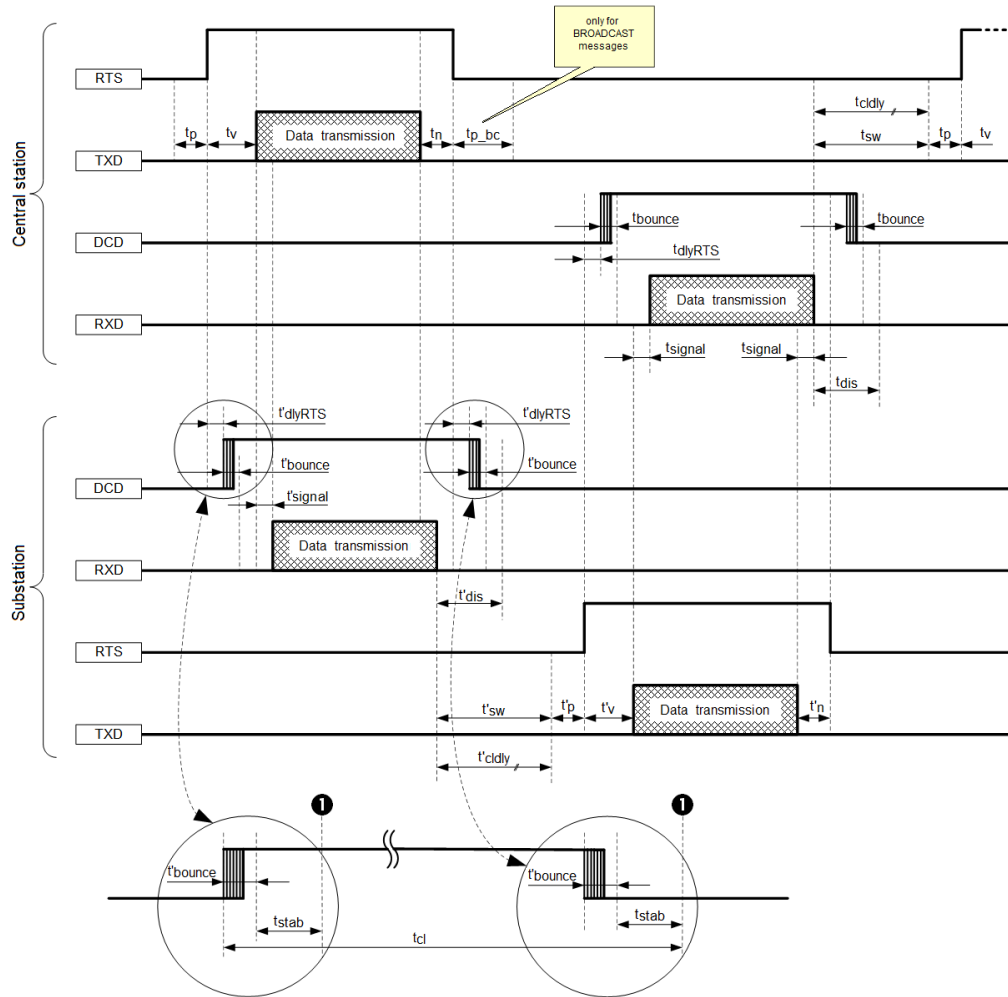 only for
BROADCAST
messages
RTS
tcldly
tp
tv
Data transmission
tn
tp_bc
tsw
tp
tv
TXD
Central station
tbounce
tbounce
DCD
tdlyRTS
Data transmission
RXD
tsignal
tsignal
tdis
t'dlyRTS
t'dlyRTS
t'bounce
t'bounce
DCD
t'signal
Data transmission
RXD
Substation
t'dis
RTS
t'sw
t'p
t'v
Data transmission
t'n
TXD
t'cldly
1
1
t'bounce
t'bounce
tstab
tstab
tcl